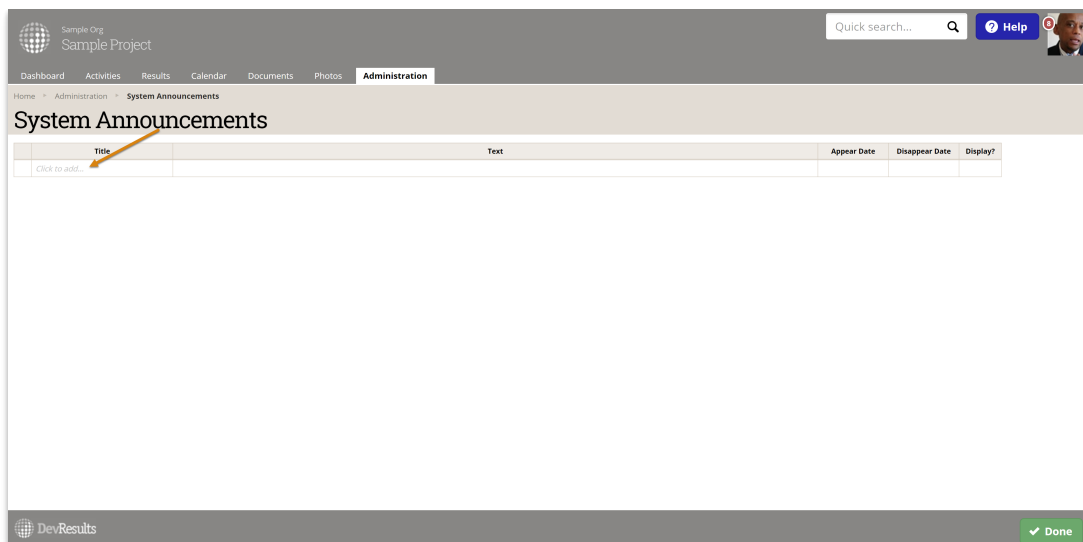 Sample Org
Sample Project
Quick search...
Help
8
Dashboard Activities Results Calendar Documents Photos Administration
Home Administration System Announcements
System Announcements
Title Text Appear Date Disappear Date Display?
Click to add...
DevResults
Done